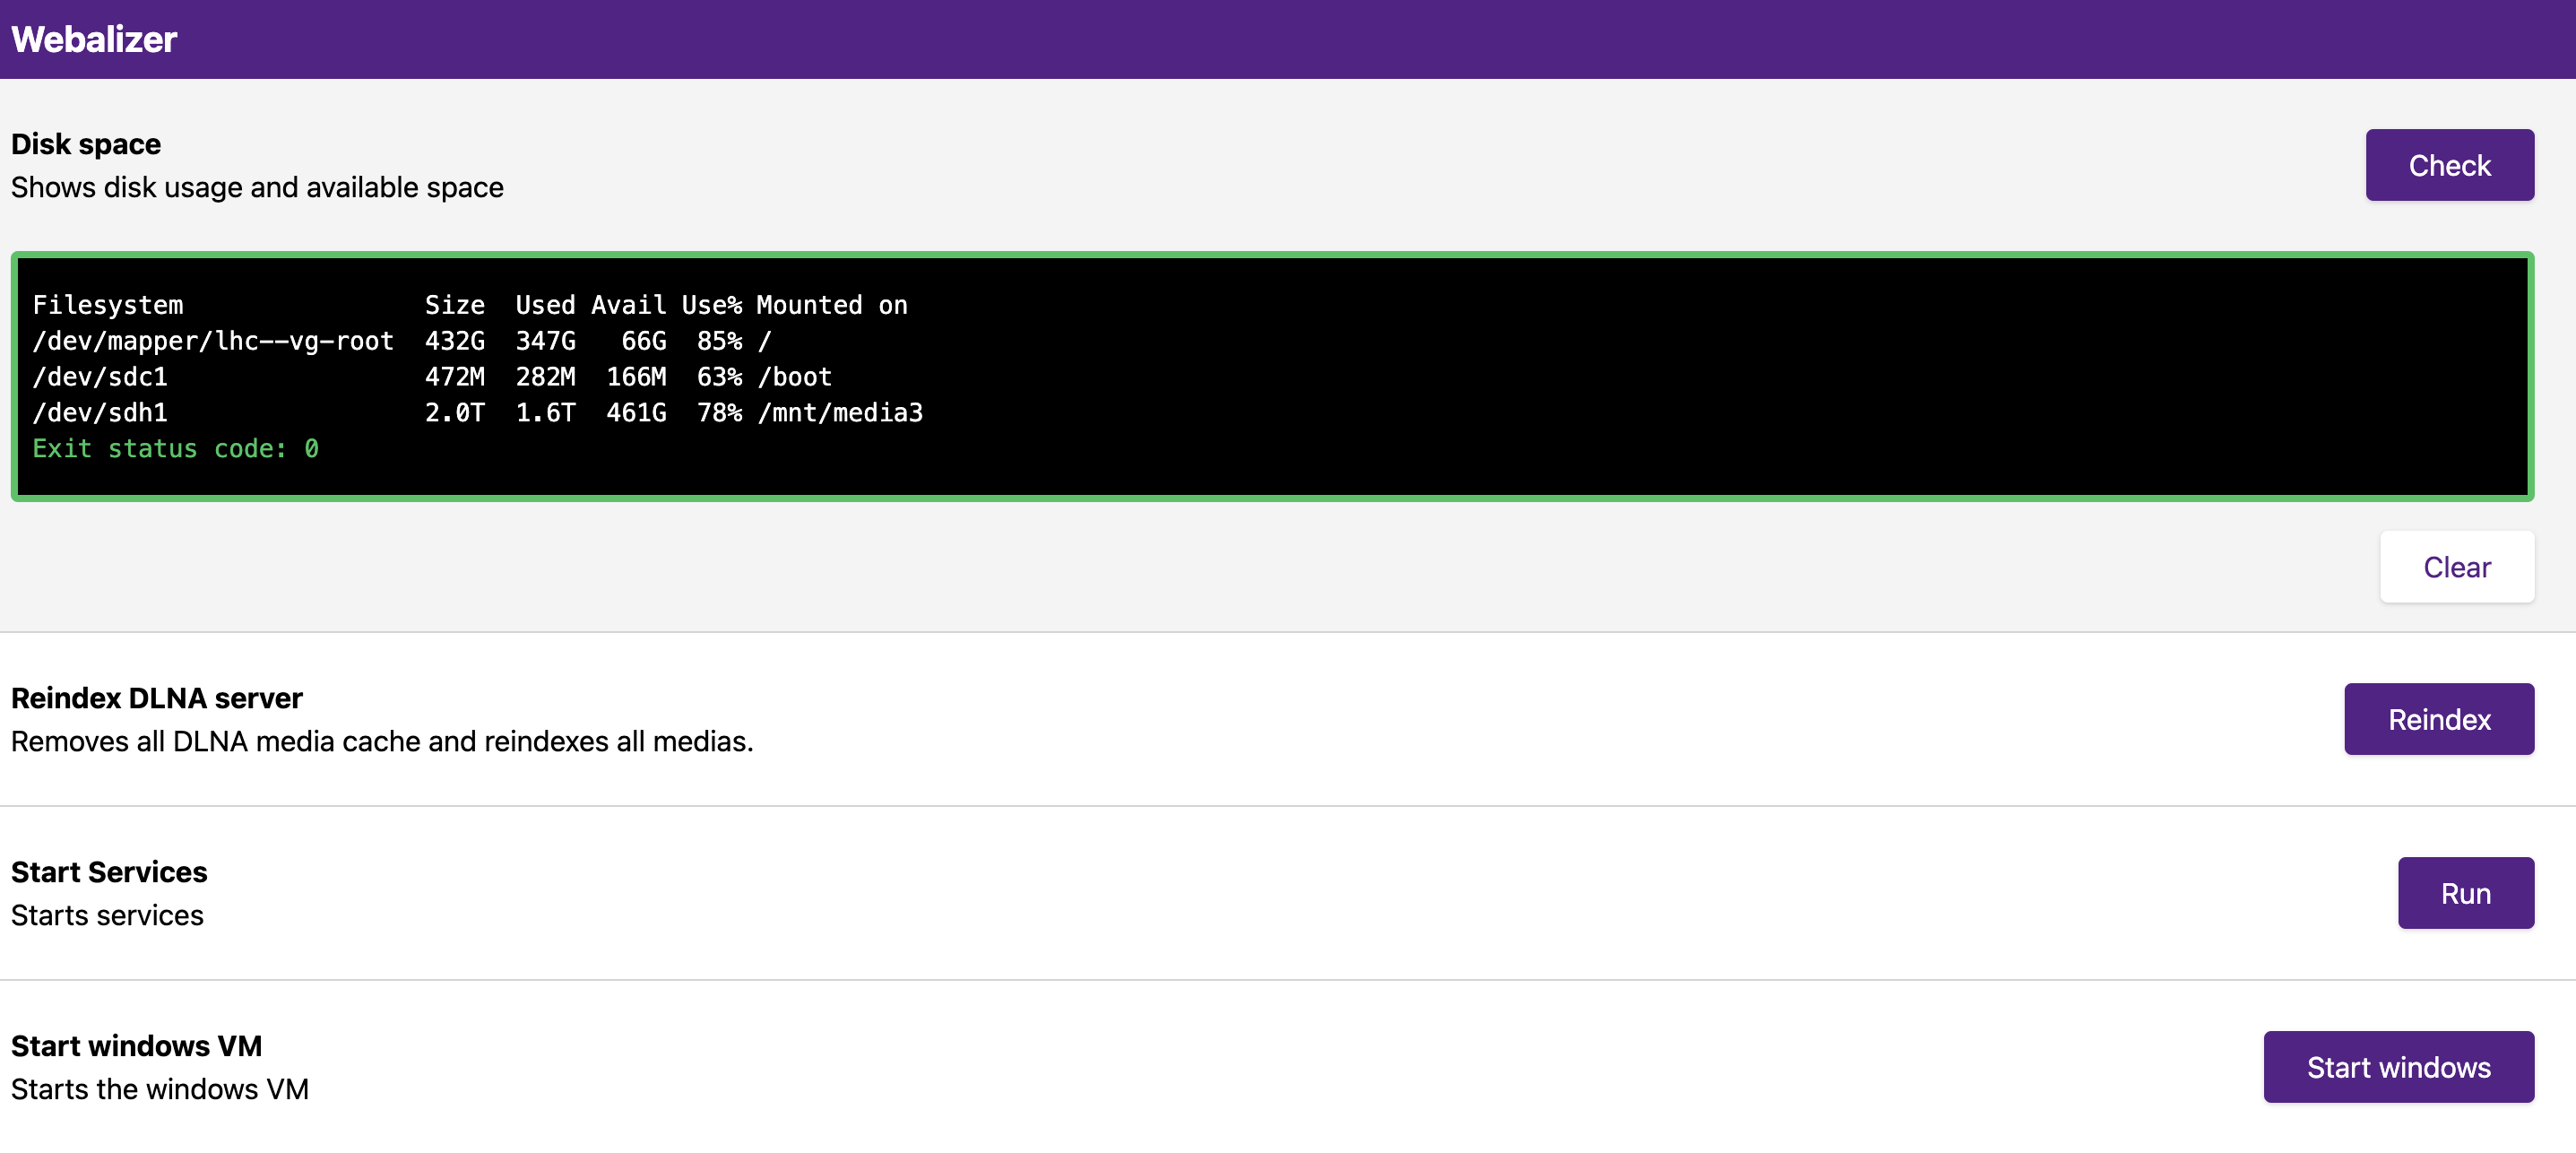 Webalizer
Disk space
Shows disk usage and available space
Check
Filesystem                Size  Used Avail Use% Mounted on
/dev/mapper/lhc--vg-root  432G  347G   66G  85% /
/dev/sdc1                 472M  282M  166M  63% /boot
/dev/sdh1                 2.0T  1.6T  461G  78% /mnt/media3
Exit status code: 0
Clear
Reindex DLNA server
Removes all DLNA media cache and reindexes all medias.
Reindex
Start Services
Starts services
Run
Start windows VM
Starts the windows VM
Start windows